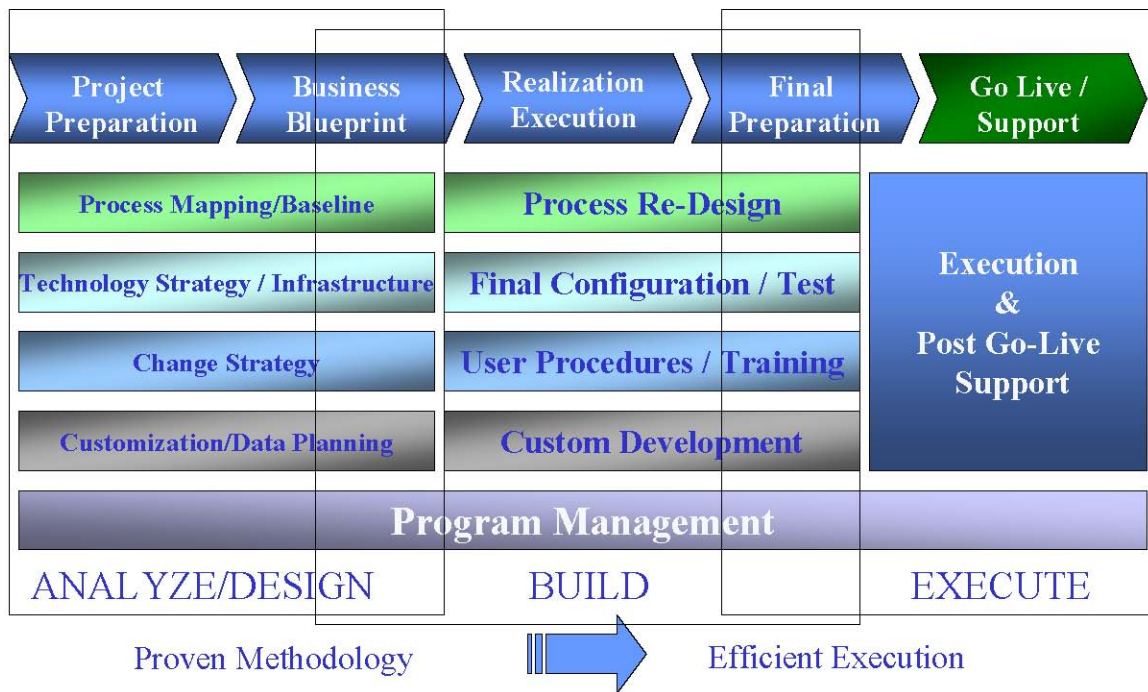 Project
Preparation
Business
Blueprint
Realization
Execution
Final
Preparation
Go Live /
Support
Process Mapping/Baseline
Process Re-Design
Technology Strategy / Infrastructure
Final Configuration / Test
Change Strategy
User Procedures / Training
Customization/Data Planning
Custom Development
Execution
&
Post Go-Live
Support
Program Management
ANALYZE/DESIGN
BUILD
EXECUTE
Proven Methodology
Efficient Execution